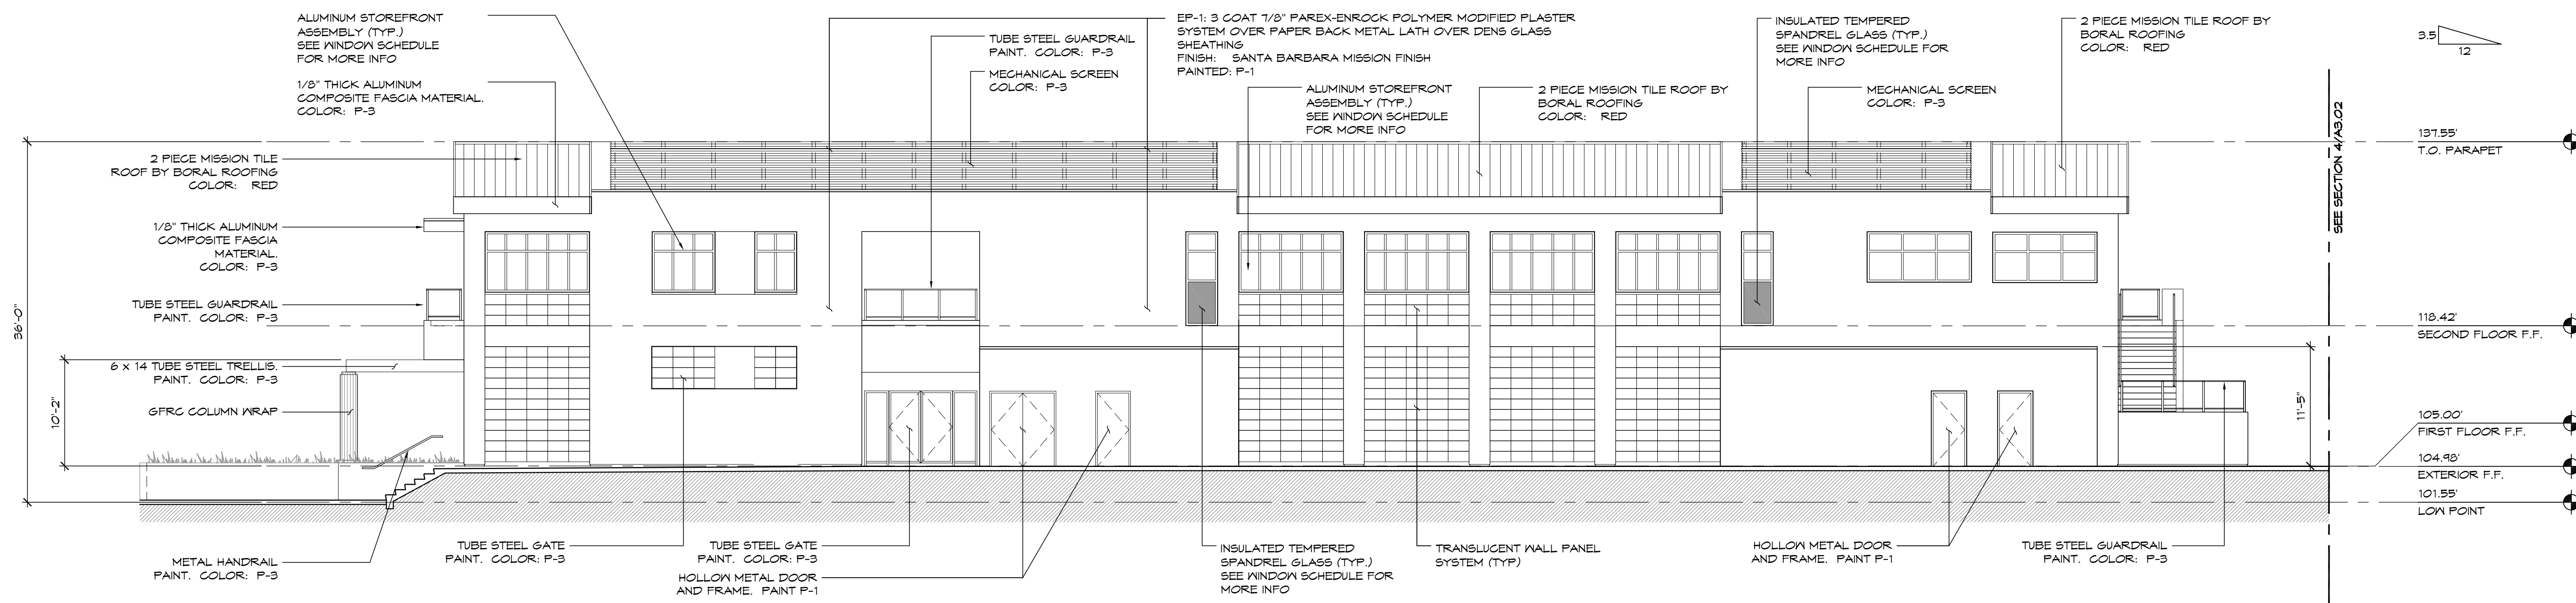 ALUMINUM STOREFRONT
ASSEMBLY (TYP.)
SEE WINDOW SCHEDULE
FOR MORE INFO
1/8" THICK ALUMINUM
COMPOSITE FASCIA MATERIAL.
COLOR: P-3
TUBE STEEL GUARDRAIL
PAINT. COLOR: P-3
MECHANICAL SCREEN
COLOR: P-3
EP-1: 3 COAT 7/8" PAREX-ENROCK POLYMER MODIFIED PLASTER
SYSTEM OVER PAPER BACK METAL LATH OVER DENS GLASS
SHEATHING
FINISH: SANTA BARBARA MISSION FINISH
PAINTED: P-1
ALUMINUM STOREFRONT
ASSEMBLY (TYP.)
SEE WINDOW SCHEDULE
FOR MORE INFO
2 PIECE MISSION TILE ROOF BY
BORAL ROOFING
COLOR: RED
INSULATED TEMPERED
SPANDREL GLASS (TYP.)
SEE WINDOW SCHEDULE FOR
MORE INFO
MECHANICAL SCREEN
COLOR: P-3
2 PIECE MISSION TILE ROOF BY
BORAL ROOFING
COLOR: RED
3.5
12
2 PIECE MISSION TILE
ROOF BY BORAL ROOFING
COLOR: RED
1/8" THICK ALUMINUM
COMPOSITE FASCIA
MATERIAL.
COLOR: P-3
TUBE STEEL GUARDRAIL
PAINT. COLOR: P-3
6 x 14 TUBE STEEL TRELLIS.
PAINT. COLOR: P-3
GFRC COLUMN WRAP
36'-0"
10'-2"
11'-5"
SEE SECTION 4/A3.02
137.55'
T.O. PARAPET
118.42'
SECOND FLOOR F.F.
105.00'
FIRST FLOOR F.F.
104.98'
EXTERIOR F.F.
101.55'
LOW POINT
METAL HANDRAIL
PAINT. COLOR: P-3
TUBE STEEL GATE
PAINT. COLOR: P-3
TUBE STEEL GATE
PAINT. COLOR: P-3
HOLLOW METAL DOOR
AND FRAME. PAINT P-1
INSULATED TEMPERED
SPANDREL GLASS (TYP.)
SEE WINDOW SCHEDULE FOR
MORE INFO
TRANSLUCENT WALL PANEL
SYSTEM (TYP)
HOLLOW METAL DOOR
AND FRAME. PAINT P-1
TUBE STEEL GUARDRAIL
PAINT. COLOR: P-3